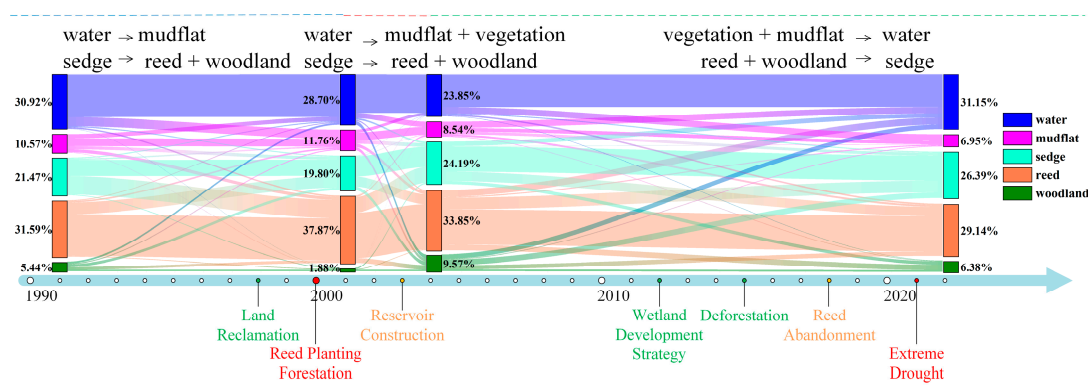 water → mudflat
sedge → reed + woodland
water → mudflat + vegetation
sedge → reed + woodland
vegetation + mudflat → water
reed + woodland → sedge
30.92%
10.57%
21.47%
31.59%
5.44%
28.70%
11.76%
19.80%
37.87%
1.88%
23.85%
8.54%
24.19%
33.85%
9.57%
31.15%
6.95%
26.39%
29.14%
6.38%
water
mudflat
sedge
reed
woodland
1990
2000
2010
2020
Land
Reclamation
Reed Planting
Forestation
Reservoir
Construction
Wetland
Development
Strategy
Deforestation
Reed
Abandonment
Extreme
Drought